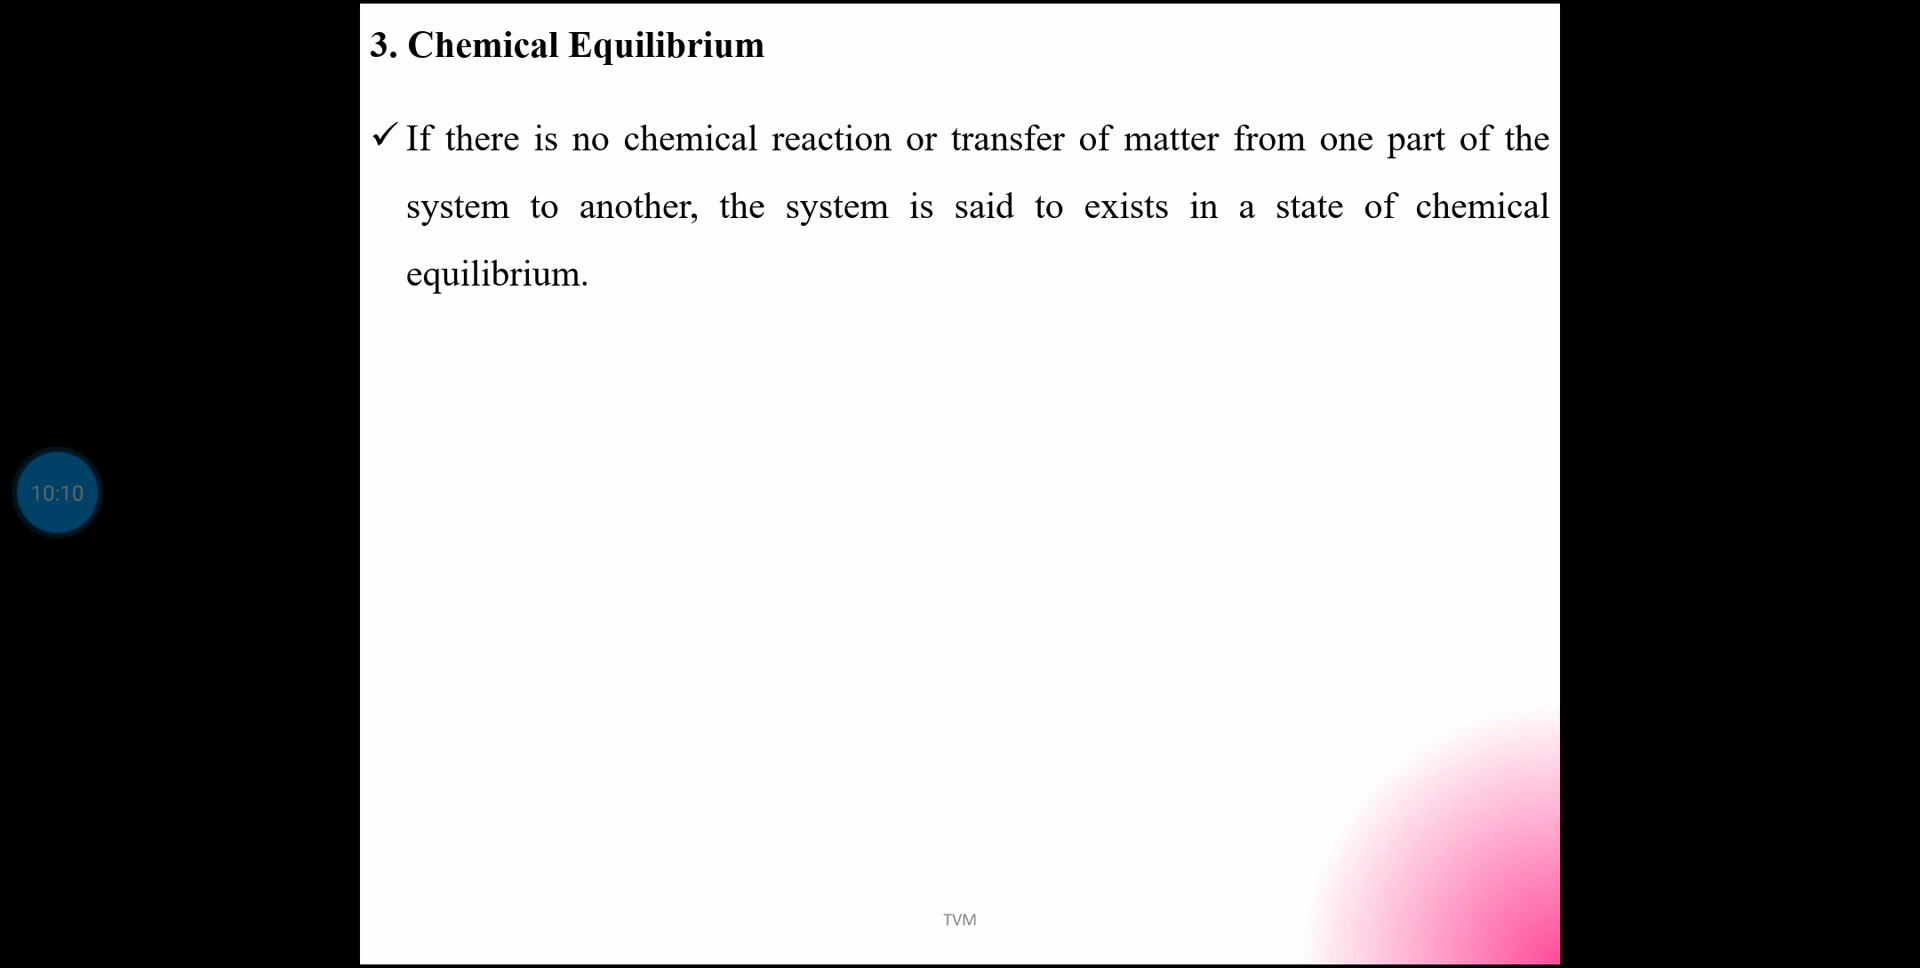 3. Chemical Equilibrium
✓ If there is no chemical reaction or transfer of matter from one part of the
system to another, the system is said to exists in a state of chemical
equilibrium.
10:10
TVM